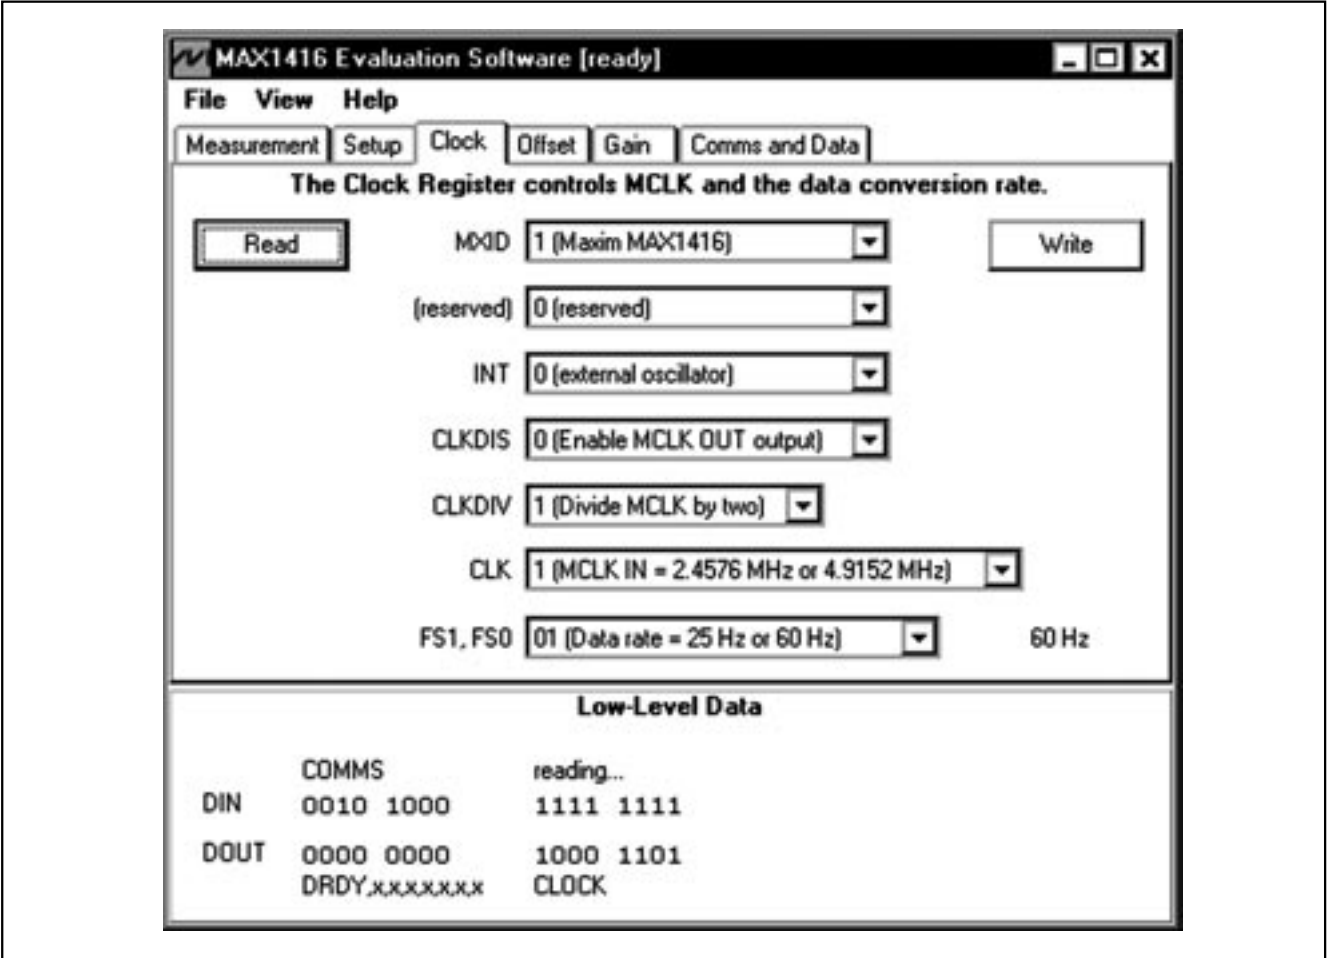 MAX1416 Evaluation Software [ready]
File View Help
Measurement Setup Clock Offset Gain Comms and Data
The Clock Register controls MCLK and the data conversion rate.
Read MXID 1 (Maxim MAX1416) Write
(reserved) 0 (reserved)
INT 0 (external oscillator)
CLKDIS 0 (Enable MCLK OUT output)
CLKDIV 1 (Divide MCLK by two)
CLK 1 (MCLK IN = 2.4576 MHz or 4.9152 MHz)
FS1, FS0 01 (Data rate = 25 Hz or 60 Hz) 60 Hz
Low-Level Data
COMMS reading...
DIN 0010 1000 1111 1111
DOUT 0000 0000 1000 1101
DRDY,x,x,x,x,x,x,x CLOCK